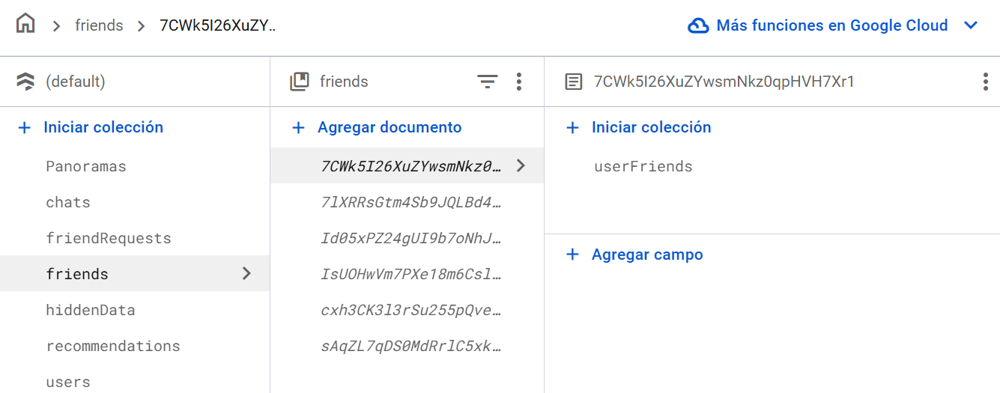 friends
7CWk5I26XuZY…
Más funciones en Google Cloud
(default)
friends
7CWk5I26XuZYwsmNkz0qpHVH7Xr1
Iniciar colección
Agregar documento
Iniciar colección
Panoramas
7CWk5I26XuZYwsmNkz0…
userFriends
chats
7lXRRsGtm4Sb9JQLBd4…
friendRequests
Id05xPZ24gUI9b7oNhJ…
Agregar campo
friends
IsUOHwVm7PXe18m6Csl…
hiddenData
cxh3CK3l3rSu255pQve…
recommendations
sAqZL7qDS0MdRrlC5xk…
users